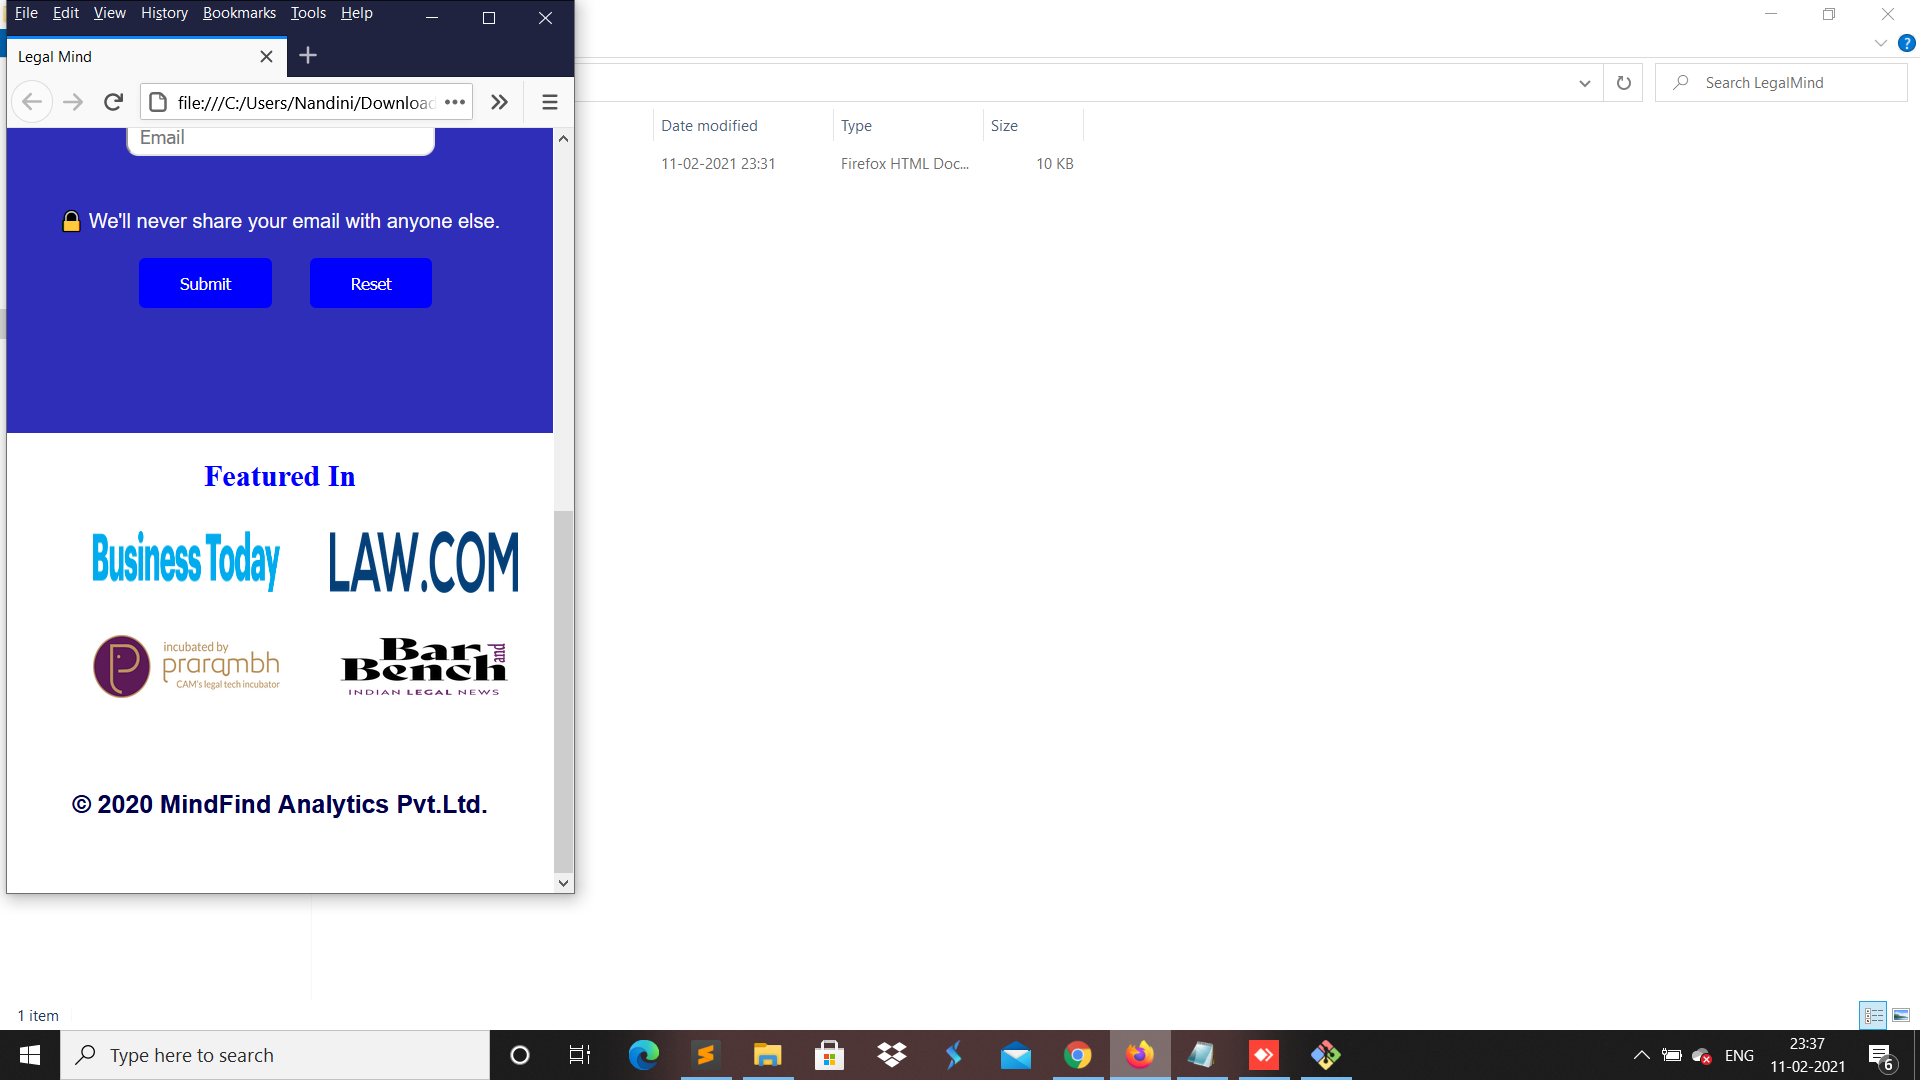 File Edit View History Bookmarks Tools Help
Legal Mind
file:///C:/Users/Nandini/Download
Email
We'll never share your email with anyone else.
Submit Reset
Featured In
Business Today LAW.COM
incubated by
prarambh
CAM's legal tech incubator
Bar and
Bench
INDIAN LEGAL NEWS
© 2020 MindFind Analytics Pvt.Ltd.
Search LegalMind
Date modified Type Size
11-02-2021 23:31 Firefox HTML Doc... 10 KB
1 item
Type here to search
ENG
23:37
11-02-2021
6